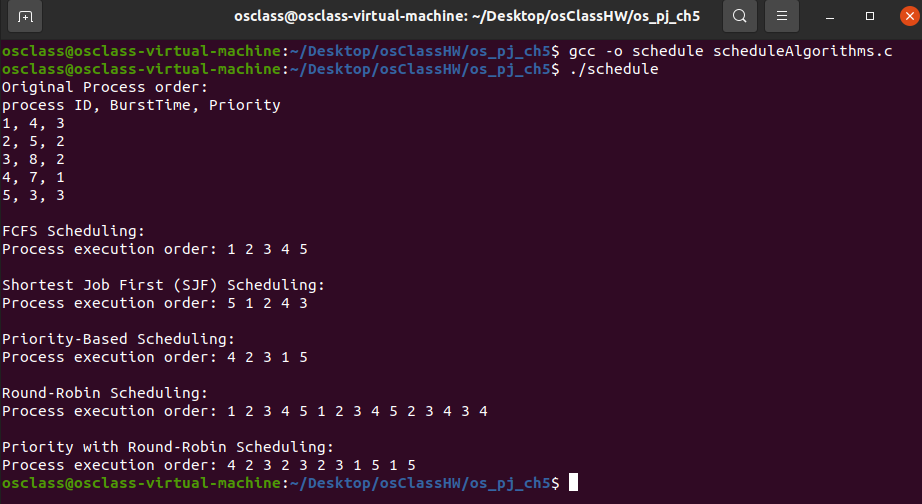 osclass@osclass-virtual-machine: ~/Desktop/osClassHW/os_pj_ch5
osclass@osclass-virtual-machine:~/Desktop/osClassHW/os_pj_ch5$ gcc -o schedule scheduleAlgorithms.c
osclass@osclass-virtual-machine:~/Desktop/osClassHW/os_pj_ch5$ ./schedule
Original Process order:
process ID, BurstTime, Priority
1, 4, 3
2, 5, 2
3, 8, 2
4, 7, 1
5, 3, 3
FCFS Scheduling:
Process execution order: 1 2 3 4 5
Shortest Job First (SJF) Scheduling:
Process execution order: 5 1 2 4 3
Priority-Based Scheduling:
Process execution order: 4 2 3 1 5
Round-Robin Scheduling:
Process execution order: 1 2 3 4 5 1 2 3 4 5 2 3 4 3 4
Priority with Round-Robin Scheduling:
Process execution order: 4 2 3 2 3 2 3 1 5 1 5
osclass@osclass-virtual-machine:~/Desktop/osClassHW/os_pj_ch5$